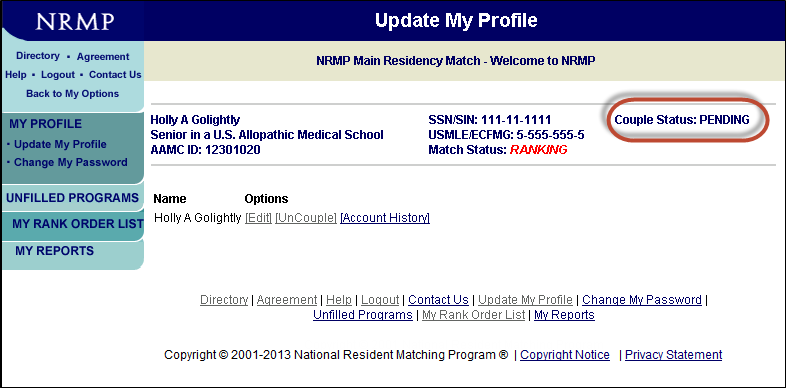 NRMP
Update My Profile
Directory • Agreement
Help • Logout • Contact Us
Back to My Options
NRMP Main Residency Match - Welcome to NRMP
MY PROFILE
• Update My Profile
• Change My Password
UNFILLED PROGRAMS
MY RANK ORDER LIST
MY REPORTS
Holly A Golightly SSN/SIN: 111-11-1111 Couple Status: PENDING
Senior in a U.S. Allopathic Medical School USMLE/ECFMG: 5-555-555-5
AAMC ID: 12301020 Match Status: RANKING
Name Options
Holly A Golightly [Edit] [UnCouple] [Account History]
Directory | Agreement | Help | Logout | Contact Us | Update My Profile | Change My Password |
Unfilled Programs | My Rank Order List | My Reports
Copyright © 2001-2013 National Resident Matching Program ® | Copyright Notice | Privacy Statement